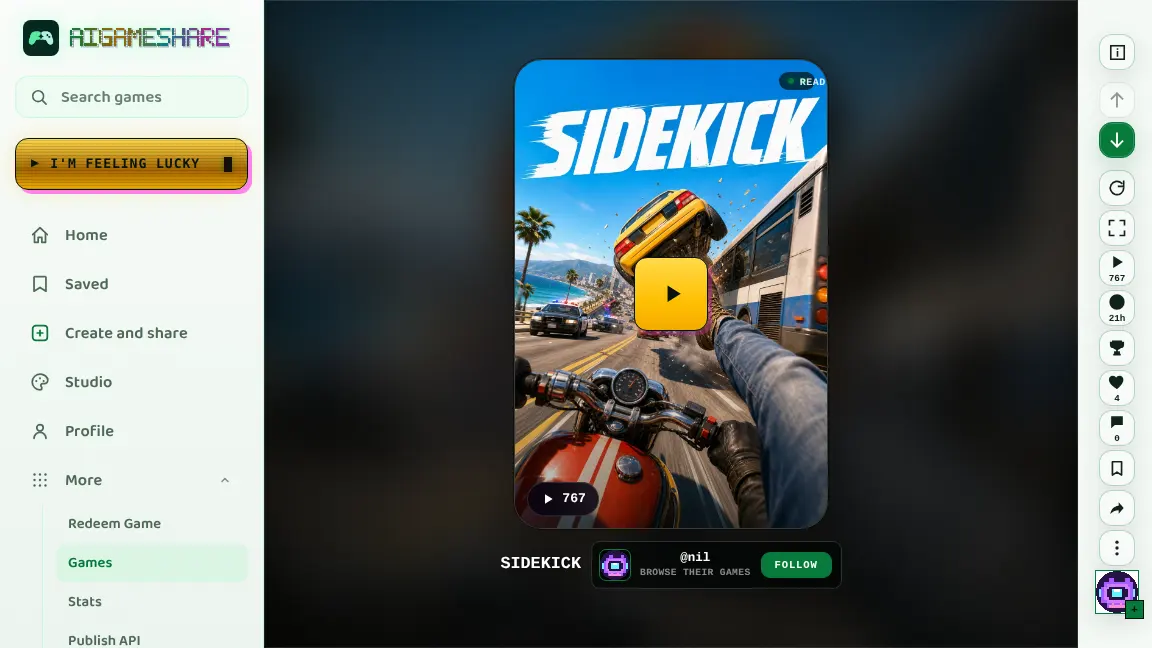 AIGAMESHARE
Search games
I'M FEELING LUCKY
Home
Saved
Create and share
Studio
Profile
More
Redeem Game
Games
Stats
Publish API
READ
SIDEKICK
767
SIDEKICK
@nil
BROWSE THEIR GAMES
FOLLOW
767
21h
4
0